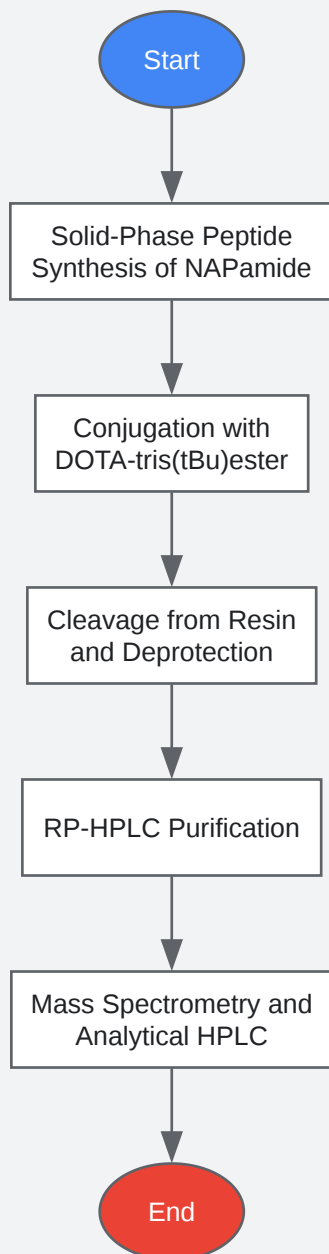 Start
Solid-Phase Peptide
Synthesis of NAPamide
Conjugation with
DOTA-tris(tBu)ester
Cleavage from Resin
and Deprotection
RP-HPLC Purification
Mass Spectrometry and
Analytical HPLC
End